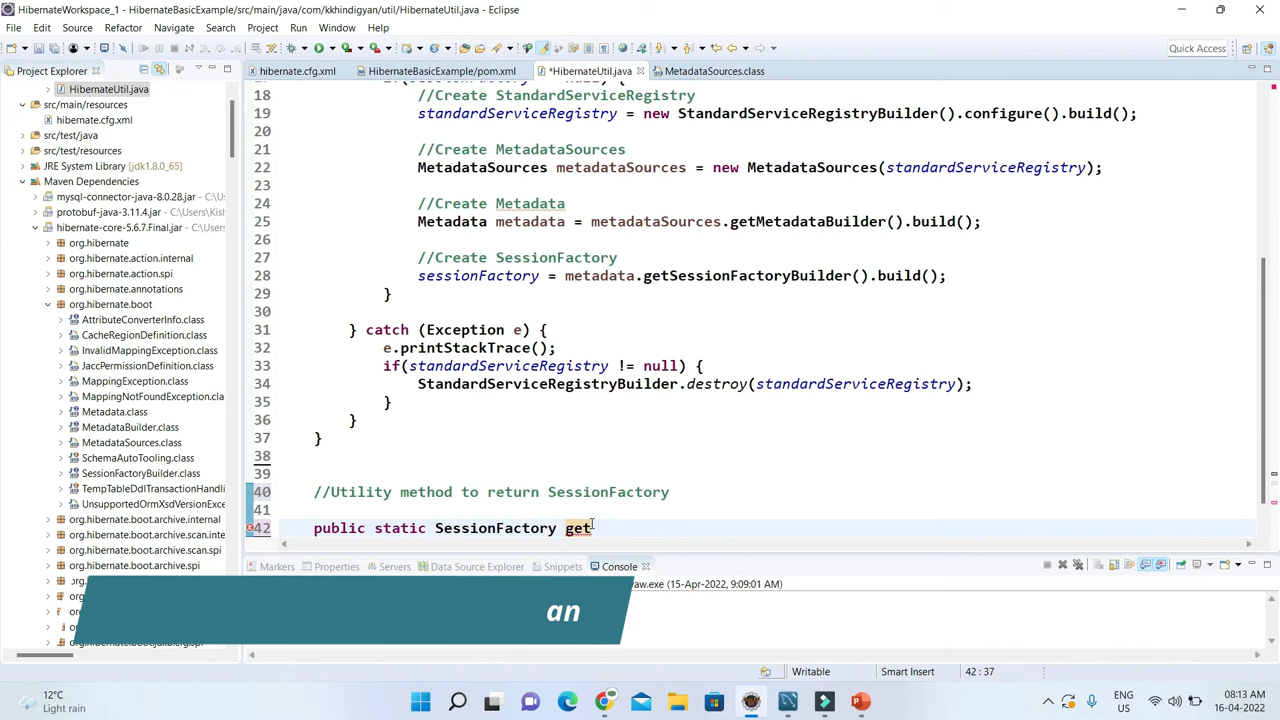 HibernateWorkspace_1 - HibernateBasicExample/src/main/java/com/kkhindigyan/util/HibernateUtil.java - Eclipse
File Edit Source Refactor Navigate Search Project Run Window Help
Quick Access
Project Explorer
hibernate.cfg.xml HibernateBasicExample/pom.xml *HibernateUtil.java MetadataSources.class
HibernateUtil.java
src/main/resources
hibernate.cfg.xml
src/test/java
src/test/resources
JRE System Library [jdk1.8.0_65]
Maven Dependencies
mysql-connector-java-8.0.28.jar - C:\U
protobuf-java-3.11.4.jar - C:\Users\Kish
hibernate-core-5.6.7.Final.jar - C:\Users
org.hibernate
org.hibernate.action.internal
org.hibernate.action.spi
org.hibernate.annotations
org.hibernate.boot
AttributeConverterInfo.class
CacheRegionDefinition.class
InvalidMappingException.class
JaccPermissionDefinition.class
MappingException.class
MappingNotFoundException.cla
Metadata.class
MetadataBuilder.class
MetadataSources.class
SchemaAutoTooling.class
SessionFactoryBuilder.class
TempTableDdlTransactionHandli
UnsupportedOrmXsdVersionExce
org.hibernate.boot.archive.internal
org.hibernate.boot.archive.scan.inte
org.hibernate.boot.archive.scan.spi
org.hibernate.boot.archive.spi
18 //Create StandardServiceRegistry
19 standardServiceRegistry = new StandardServiceRegistryBuilder().configure().build();
20
21 //Create MetadataSources
22 MetadataSources metadataSources = new MetadataSources(standardServiceRegistry);
23
24 //Create Metadata
25 Metadata metadata = metadataSources.getMetadataBuilder().build();
26
27 //Create SessionFactory
28 sessionFactory = metadata.getSessionFactoryBuilder().build();
29 }
30
31 } catch (Exception e) {
32 e.printStackTrace();
33 if(standardServiceRegistry != null) {
34 StandardServiceRegistryBuilder.destroy(standardServiceRegistry);
35 }
36 }
37 }
38
39
40 //Utility method to return SessionFactory
41
42 public static SessionFactory get
Markers Properties Servers Data Source Explorer Snippets Console
aw.exe (15-Apr-2022, 9:09:01 AM)
an
Writable Smart Insert 42 : 37
12°C
Light rain
ENG
US
08:13 AM
16-04-2022